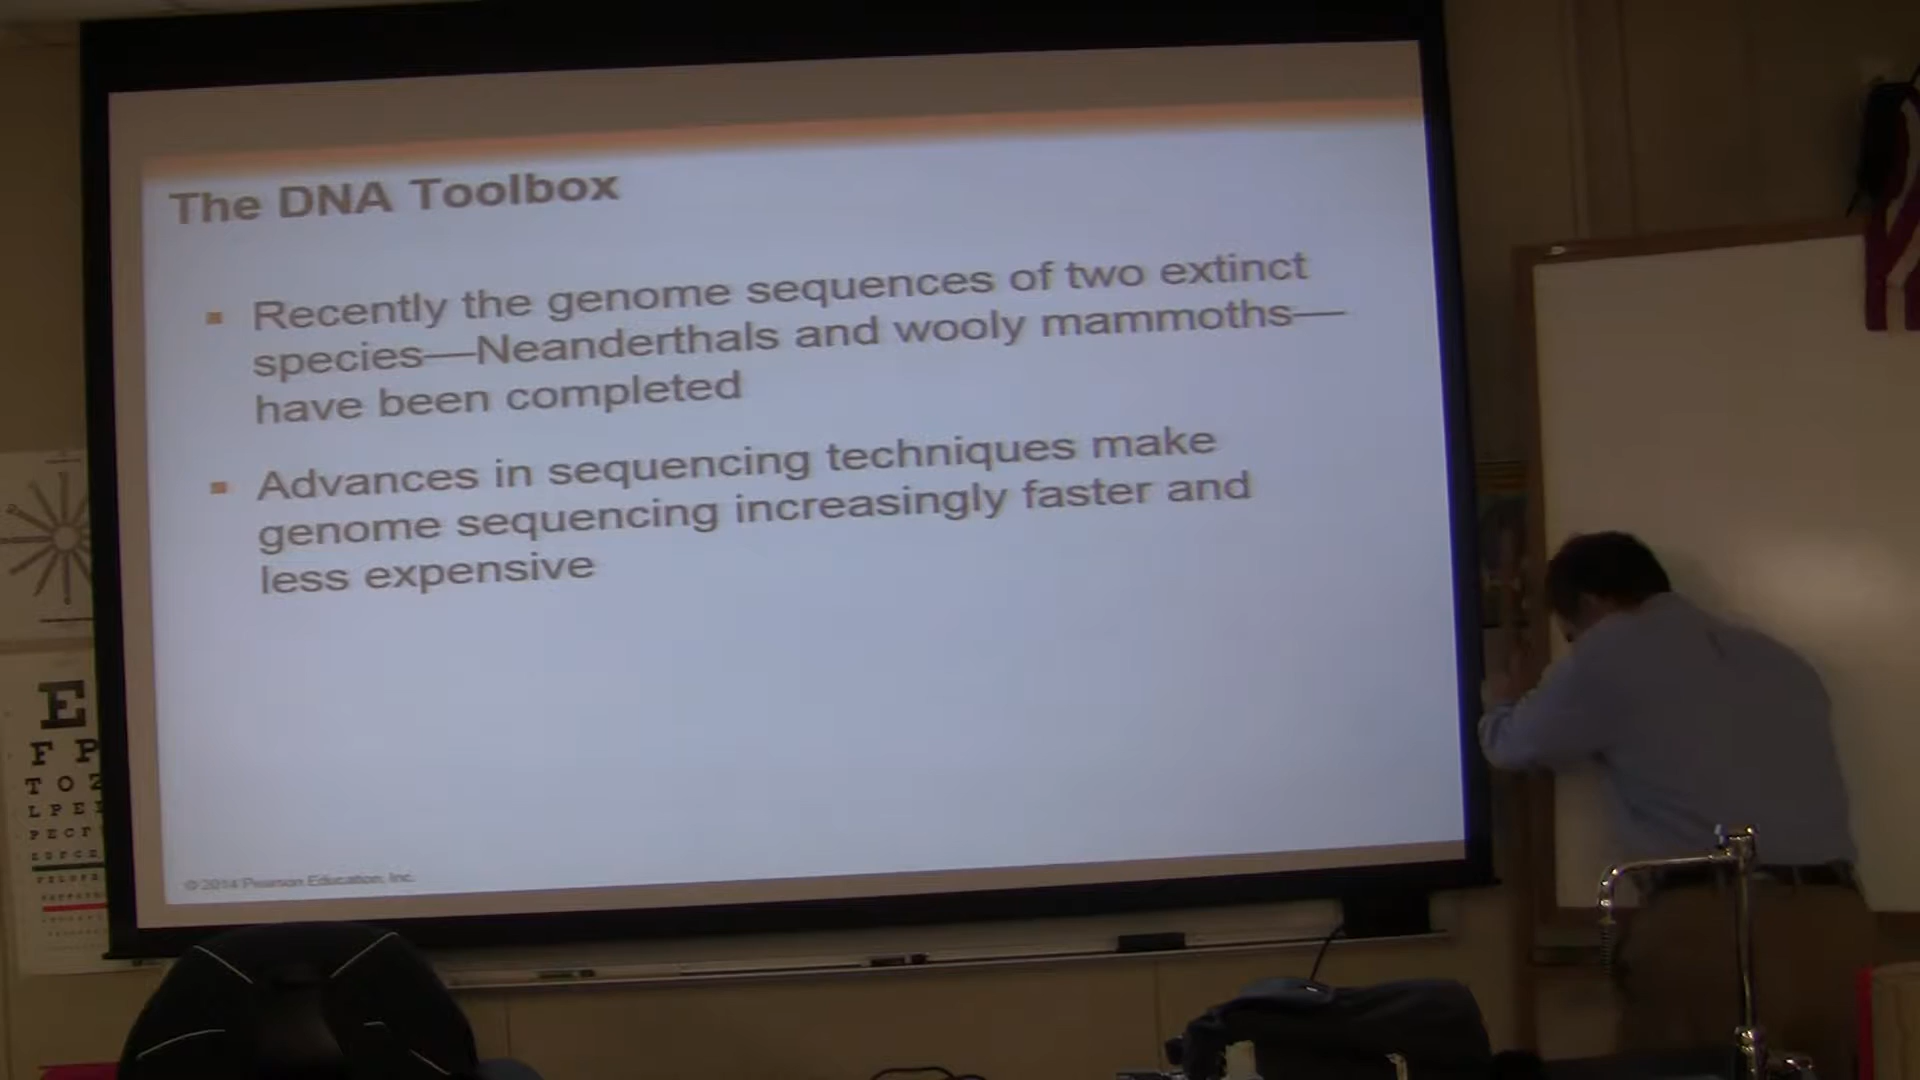 The DNA Toolbox
Recently the genome sequences of two extinct
species—Neanderthals and wooly mammoths—
have been completed
Advances in sequencing techniques make
genome sequencing increasingly faster and
less expensive
© 2014 Pearson Education, Inc.
E
F P
T O Z
L P E
P E C F
E D F C